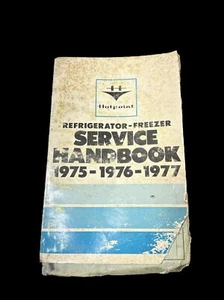 Hotpoint
REFRIGERATOR-FREEZER
SERVICE
HANDBOOK
1975-1976-1977